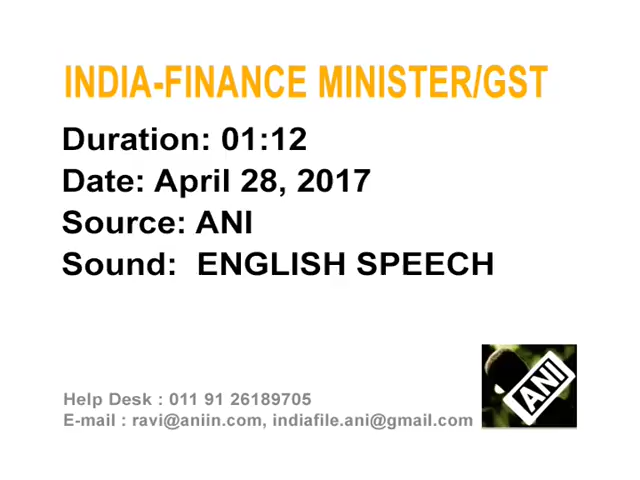 INDIA-FINANCE MINISTER/GST
Duration: 01:12
Date: April 28, 2017
Source: ANI
Sound: ENGLISH SPEECH
ANI
Help Desk : 011 91 26189705
E-mail : ravi@aniin.com, indiafile.ani@gmail.com